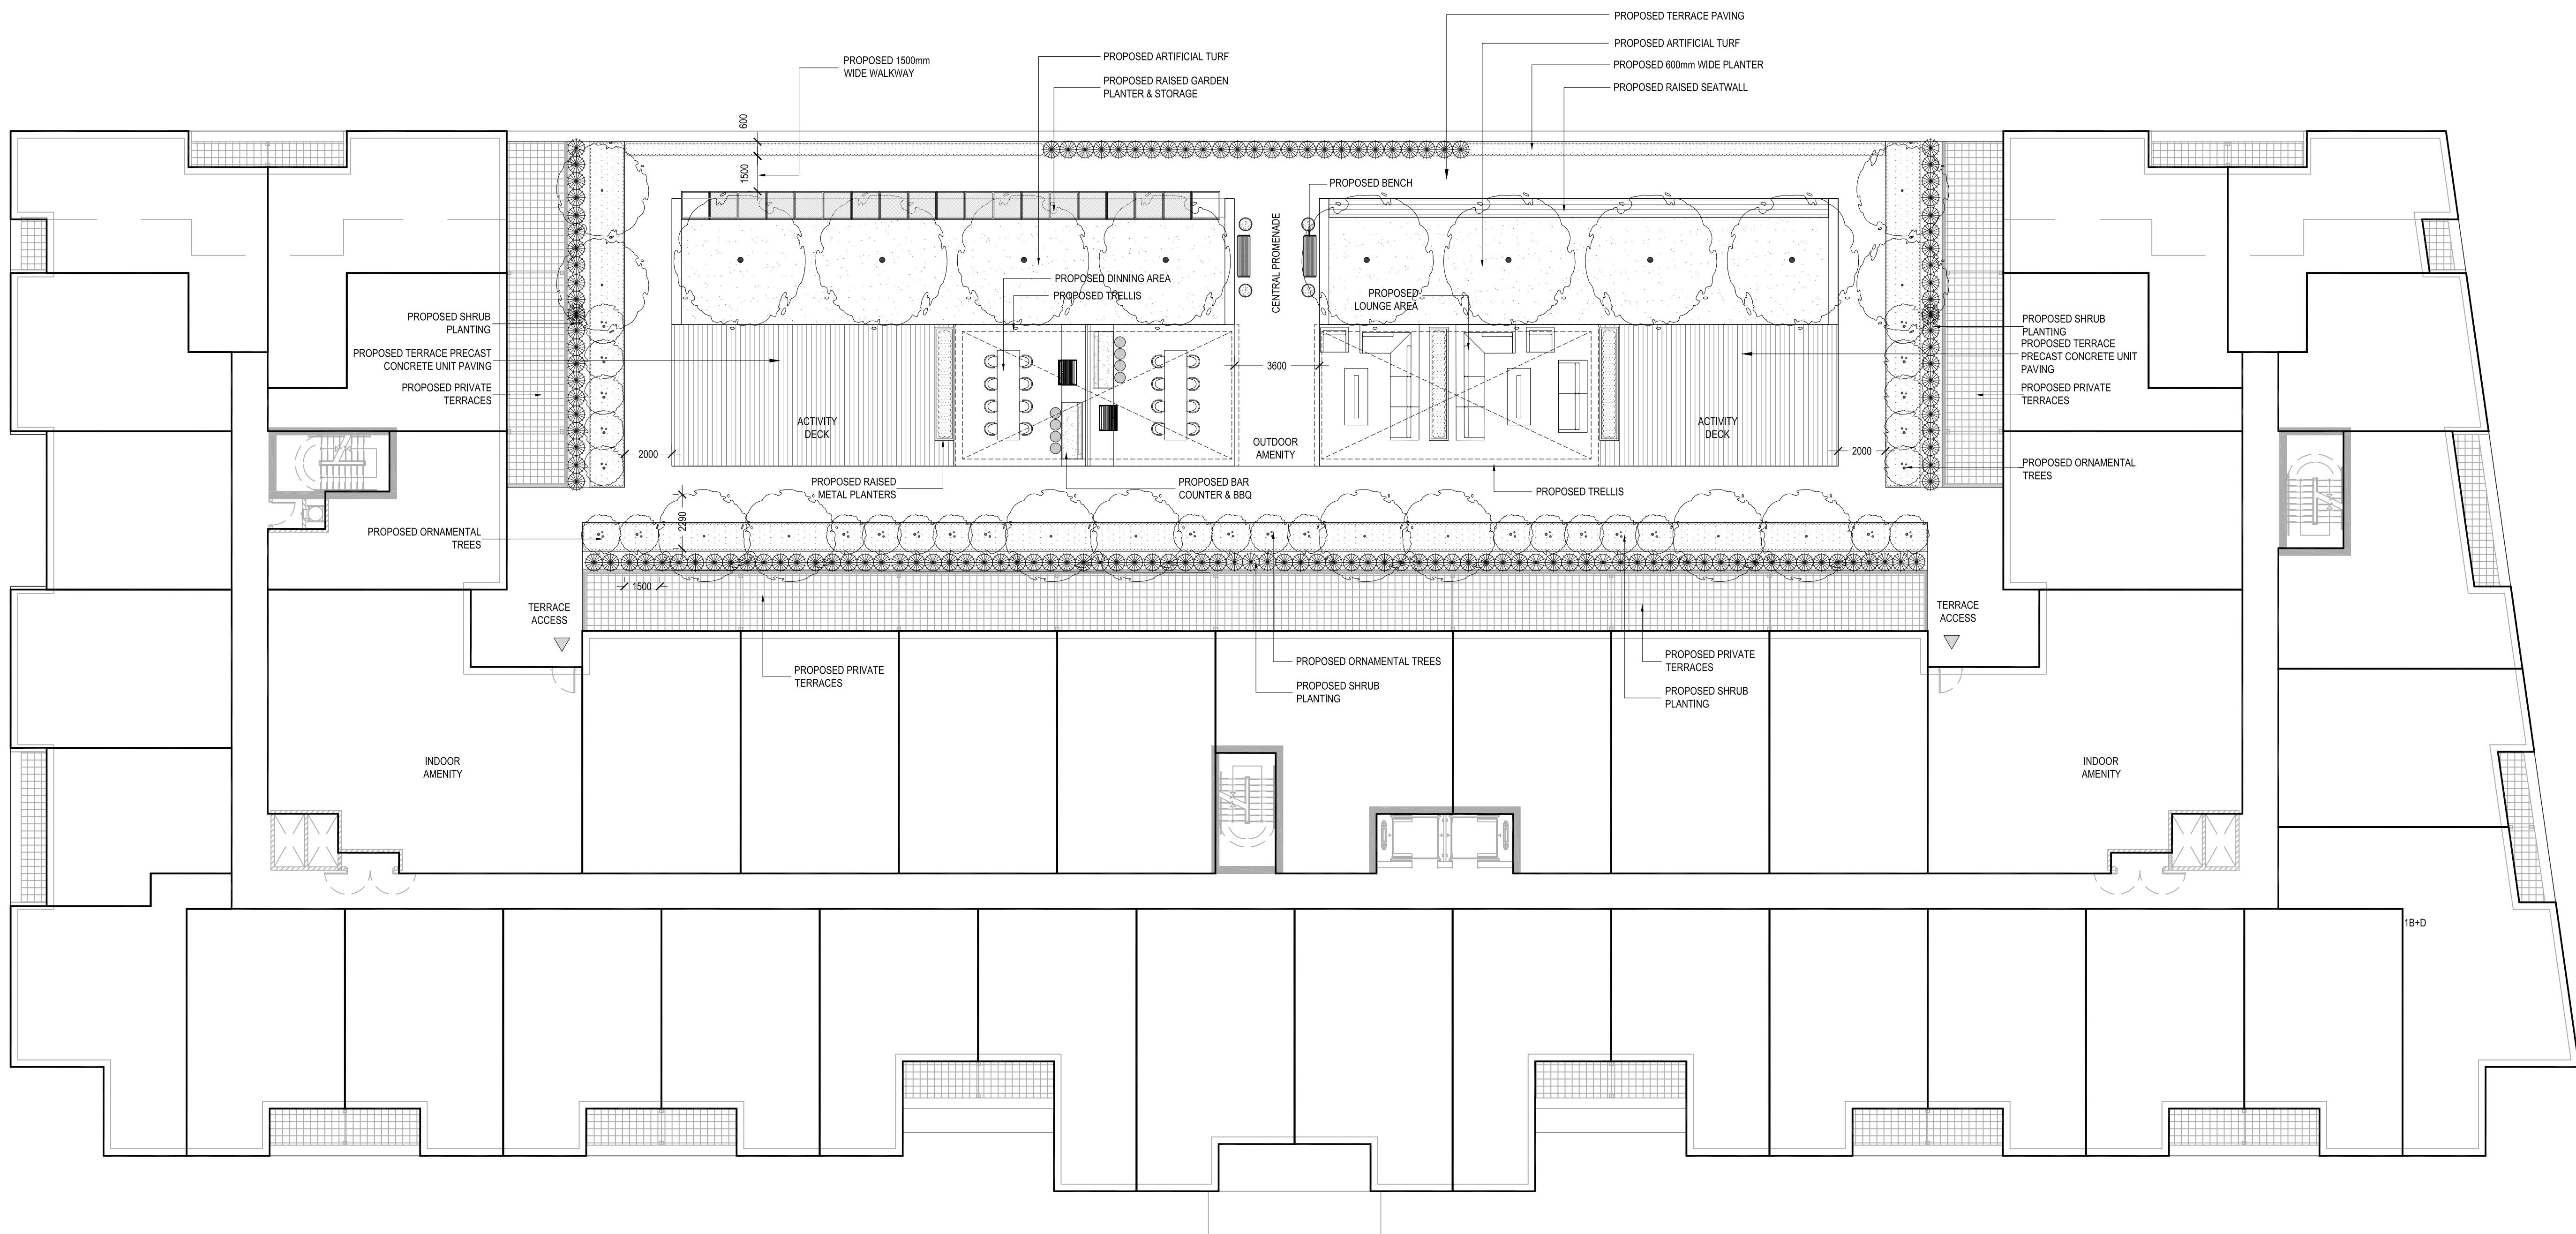 PROPOSED TERRACE PAVING
PROPOSED ARTIFICIAL TURF
PROPOSED 600mm WIDE PLANTER
PROPOSED RAISED SEATWALL
PROPOSED 1500mm
WIDE WALKWAY
PROPOSED ARTIFICIAL TURF
PROPOSED RAISED GARDEN
PLANTER & STORAGE
600
1500
PROPOSED BENCH
CENTRAL PROMENADE
PROPOSED DINNING AREA
PROPOSED TRELLIS
PROPOSED
LOUNGE AREA
PROPOSED SHRUB
PLANTING
PROPOSED TERRACE PRECAST
CONCRETE UNIT PAVING
PROPOSED PRIVATE
TERRACES
PROPOSED SHRUB
PLANTING
PROPOSED TERRACE
PRECAST CONCRETE UNIT
PAVING
PROPOSED PRIVATE
TERRACES
3600
ACTIVITY
DECK
OUTDOOR
AMENITY
ACTIVITY
DECK
2000
2000
PROPOSED ORNAMENTAL
TREES
PROPOSED RAISED
METAL PLANTERS
PROPOSED BAR
COUNTER & BBQ
PROPOSED TRELLIS
2290
PROPOSED ORNAMENTAL
TREES
1500
TERRACE
ACCESS
TERRACE
ACCESS
PROPOSED PRIVATE
TERRACES
PROPOSED ORNAMENTAL TREES
PROPOSED SHRUB
PLANTING
PROPOSED PRIVATE
TERRACES
PROPOSED SHRUB
PLANTING
INDOOR
AMENITY
INDOOR
AMENITY
1B+D